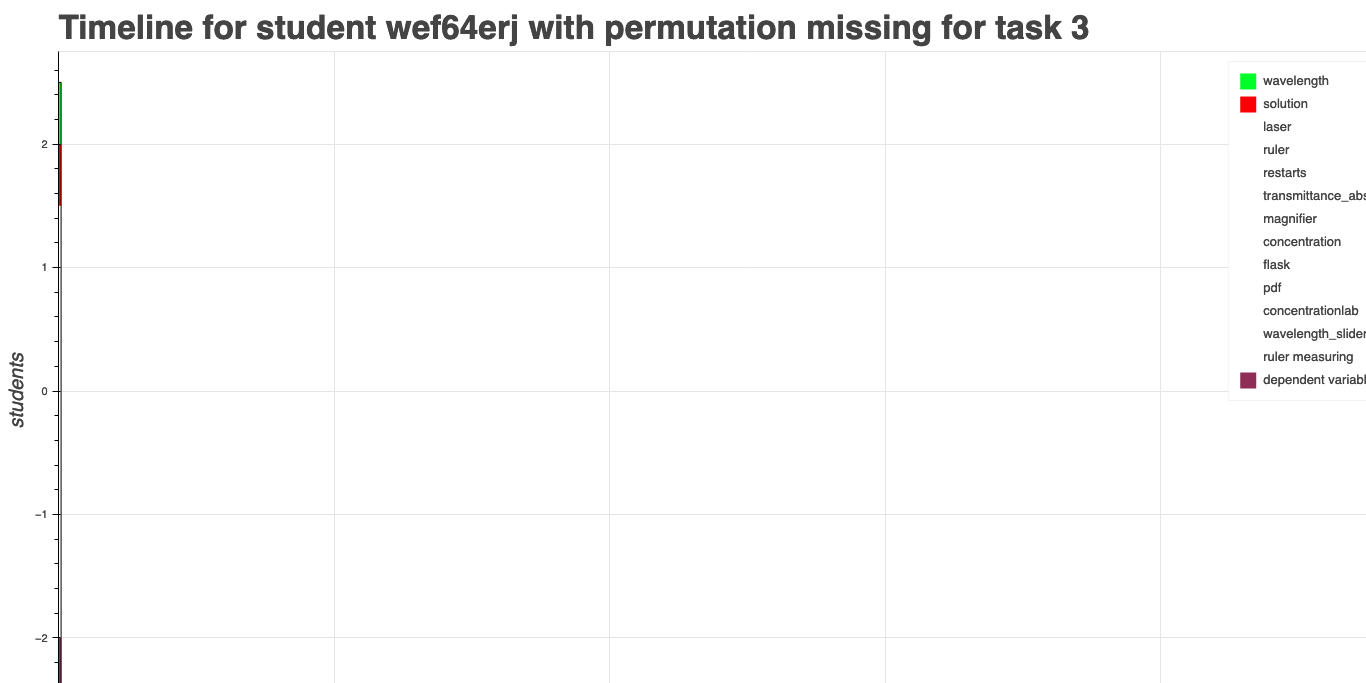 Timeline for student wef64erj with permutation missing for task 3
wavelength
solution
laser
ruler
restarts
transmittance_abs
magnifier
concentration
flask
pdf
concentrationlab
wavelength_slider
ruler measuring
dependent variabl
2
1
0
−1
−2
students